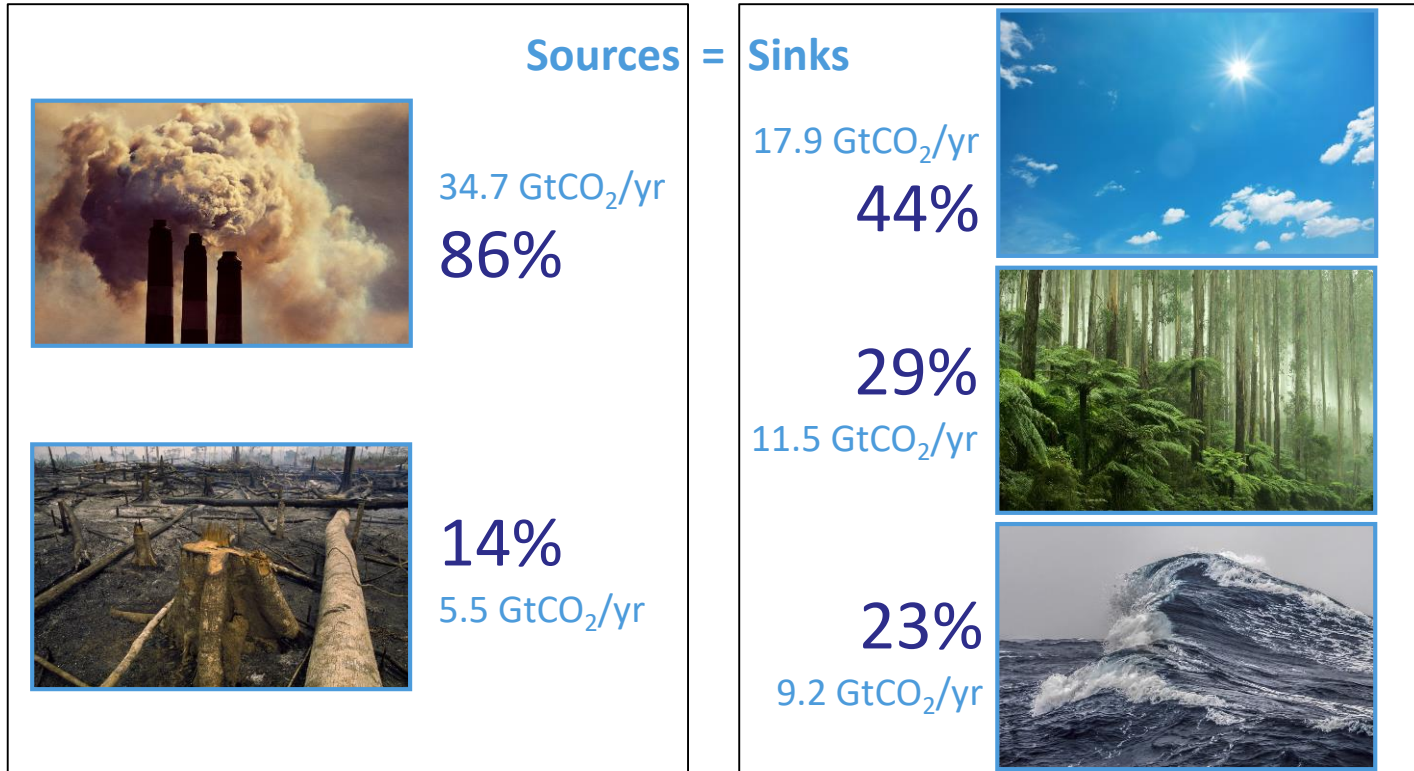 Sources = Sinks
34.7 GtCO₂/yr
86%
14%
5.5 GtCO₂/yr
17.9 GtCO₂/yr
44%
29%
11.5 GtCO₂/yr
23%
9.2 GtCO₂/yr